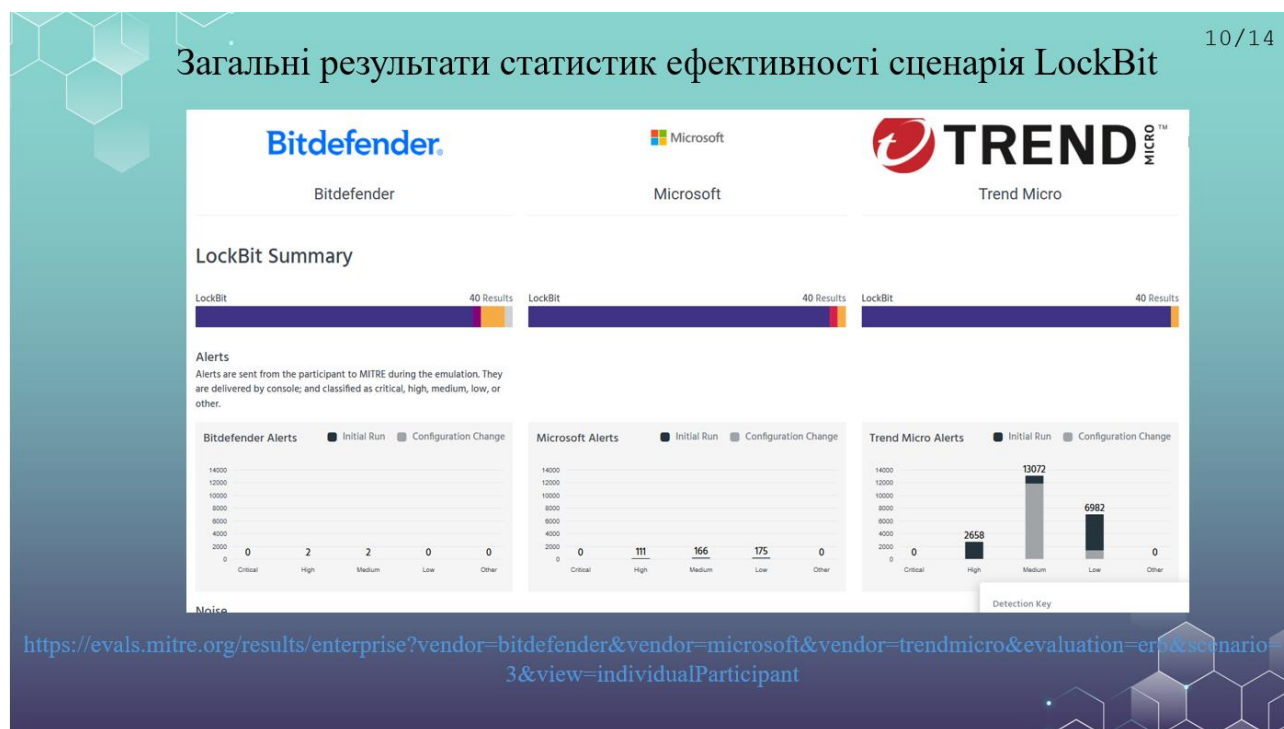 10/14
Загальні результати статистик ефективності сценарія LockBit
Bitdefender.
Microsoft
TREND MICRO™
Bitdefender
Microsoft
Trend Micro
LockBit Summary
LockBit 40 Results
LockBit 40 Results
LockBit 40 Results
Alerts
Alerts are sent from the participant to MITRE during the emulation. They
are delivered by console; and classified as critical, high, medium, low, or
other.
Bitdefender Alerts Initial Run Configuration Change
14000
12000
10000
8000
6000
4000
2000
0
0 2 2 0 0
Critical High Medium Low Other
Microsoft Alerts Initial Run Configuration Change
14000
12000
10000
8000
6000
4000
2000
0
0 111 166 175 0
Critical High Medium Low Other
Trend Micro Alerts Initial Run Configuration Change
14000
12000
10000
8000
6000
4000
2000
0
0 2658 13072 6982 0
Critical High Medium Low Other
Noise
Detection Key
https://evals.mitre.org/results/enterprise?vendor=bitdefender&vendor=microsoft&vendor=trendmicro&evaluation=er6&scenario=
3&view=individualParticipant